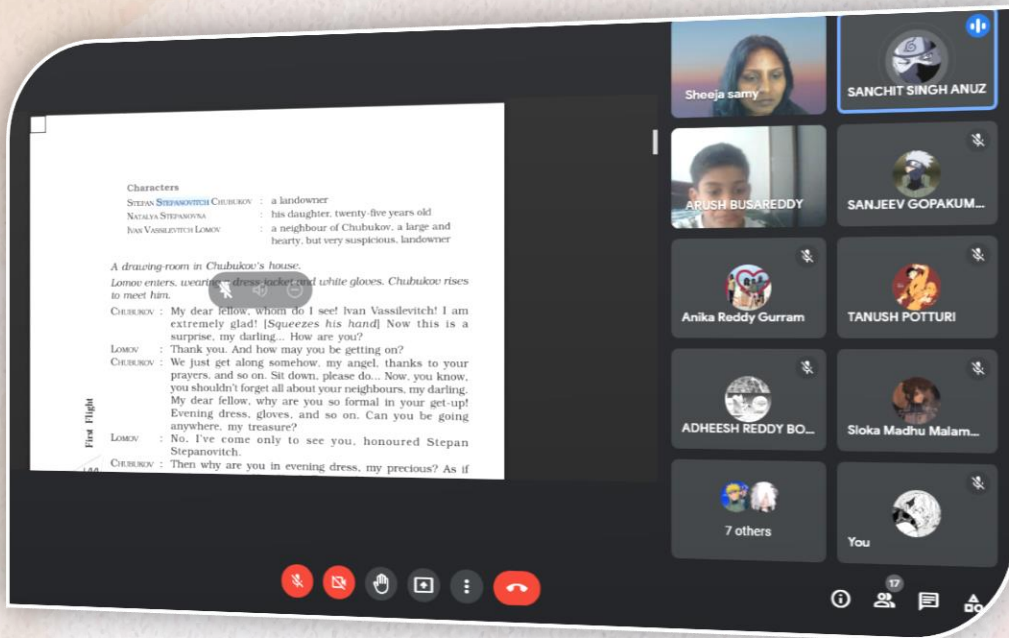 Characters
STEPAN STEPANOVITCH CHUBUKOV : a landowner
NATALYA STEPANOVNA : his daughter, twenty-five years old
IVAN VASSILEVITCH LOMOV : a neighbour of Chubukov, a large and
hearty, but very suspicious, landowner
A drawing-room in Chubukov's house.
Lomov enters, wearing a dress-jacket and white gloves. Chubukov rises
to meet him.
CHUBUKOV : My dear fellow, whom do I see! Ivan Vassilevitch! I am
extremely glad! [Squeezes his hand] Now this is a
surprise, my darling... How are you?
LOMOV : Thank you. And how may you be getting on?
CHUBUKOV : We just get along somehow, my angel, thanks to your
prayers, and so on. Sit down, please do... Now, you know,
you shouldn't forget all about your neighbours, my darling.
My dear fellow, why are you so formal in your get-up!
Evening dress, gloves, and so on. Can you be going
anywhere, my treasure?
LOMOV : No. I've come only to see you, honoured Stepan
Stepanovitch.
CHUBUKOV : Then why are you in evening dress, my precious? As if
First Flight
Sheeja samy
SANCHIT SINGH ANUZ
ARUSH BUSAREDDY
SANJEEV GOPAKUM...
Anika Reddy Gurram
TANUSH POTTURI
ADHEESH REDDY BO...
Sloka Madhu Malam...
7 others
You
17